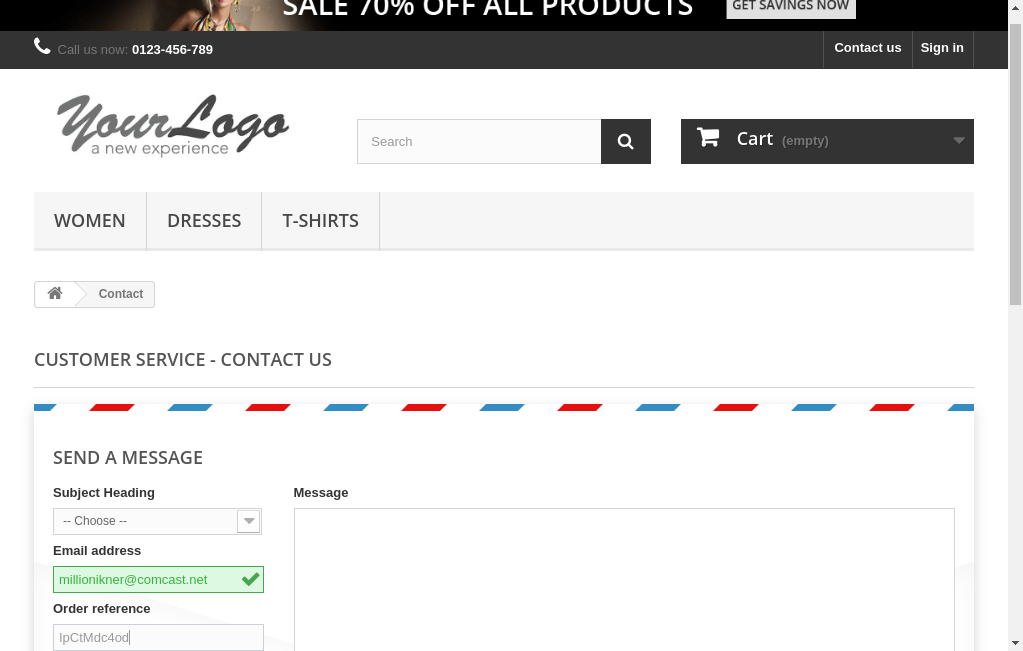 SALE 70% OFF ALL PRODUCTS
GET SAVINGS NOW
Call us now: 0123-456-789
Contact us
Sign in
YourLogo
a new experience
Search
Cart (empty)
WOMEN
DRESSES
T-SHIRTS
Contact
CUSTOMER SERVICE - CONTACT US
SEND A MESSAGE
Subject Heading
Message
-- Choose --
Email address
millionikner@comcast.net
Order reference
IpCtMdc4od